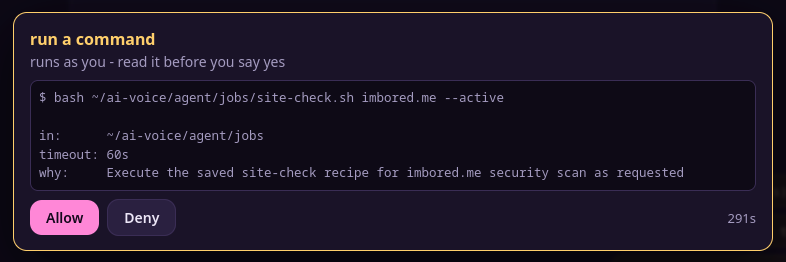 run a command
runs as you - read it before you say yes
$ bash ~/ai-voice/agent/jobs/site-check.sh imbored.me --active
in: ~/ai-voice/agent/jobs
timeout: 60s
why: Execute the saved site-check recipe for imbored.me security scan as requested
Allow Deny 291s